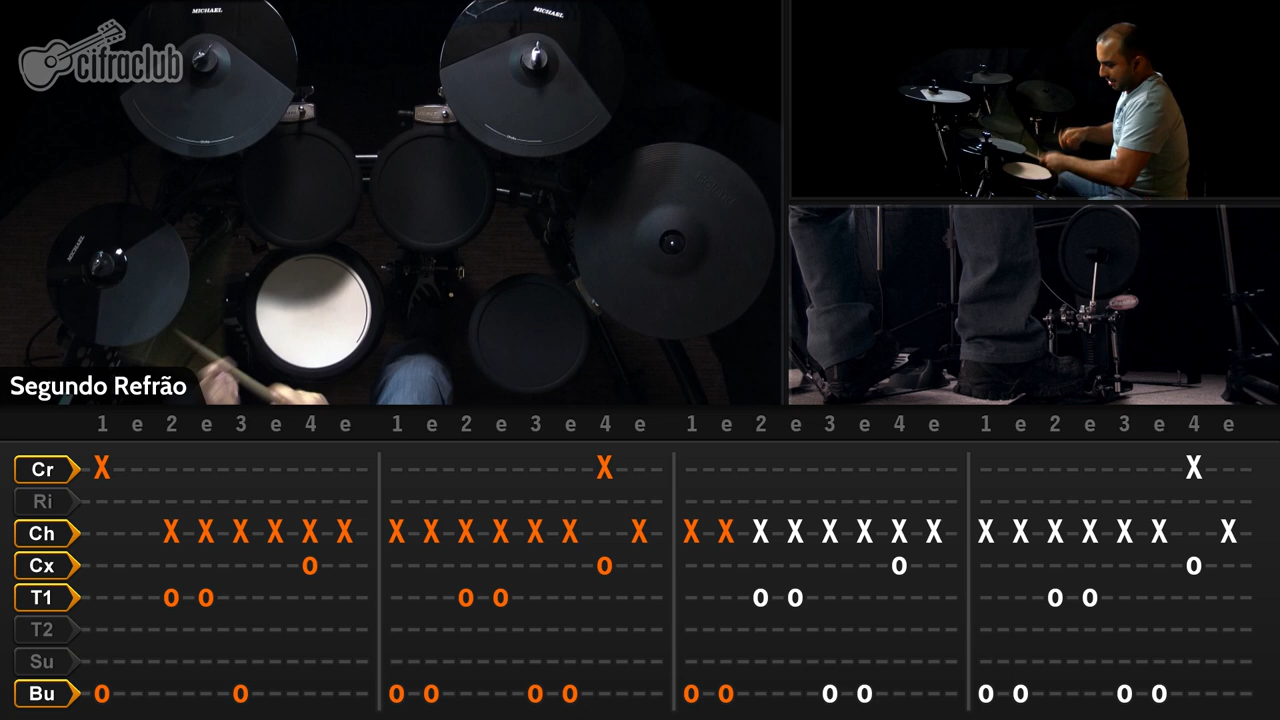 MICHAEL
MICHAEL
cifraclub
MICHAEL
Roland
Segundo Refrão
1 e 2 e 3 e 4 e 1 e 2 e 3 e 4 e 1 e 2 e 3 e 4 e 1 e 2 e 3 e 4 e
Cr X X X
Ri
Ch X X X X X X X X X X X X X X X X X X X X X X X X X X X X
Cx O O O O
T1 O O O O O O O O
T2
Su
Bu O O O O O O O O O O O O O O